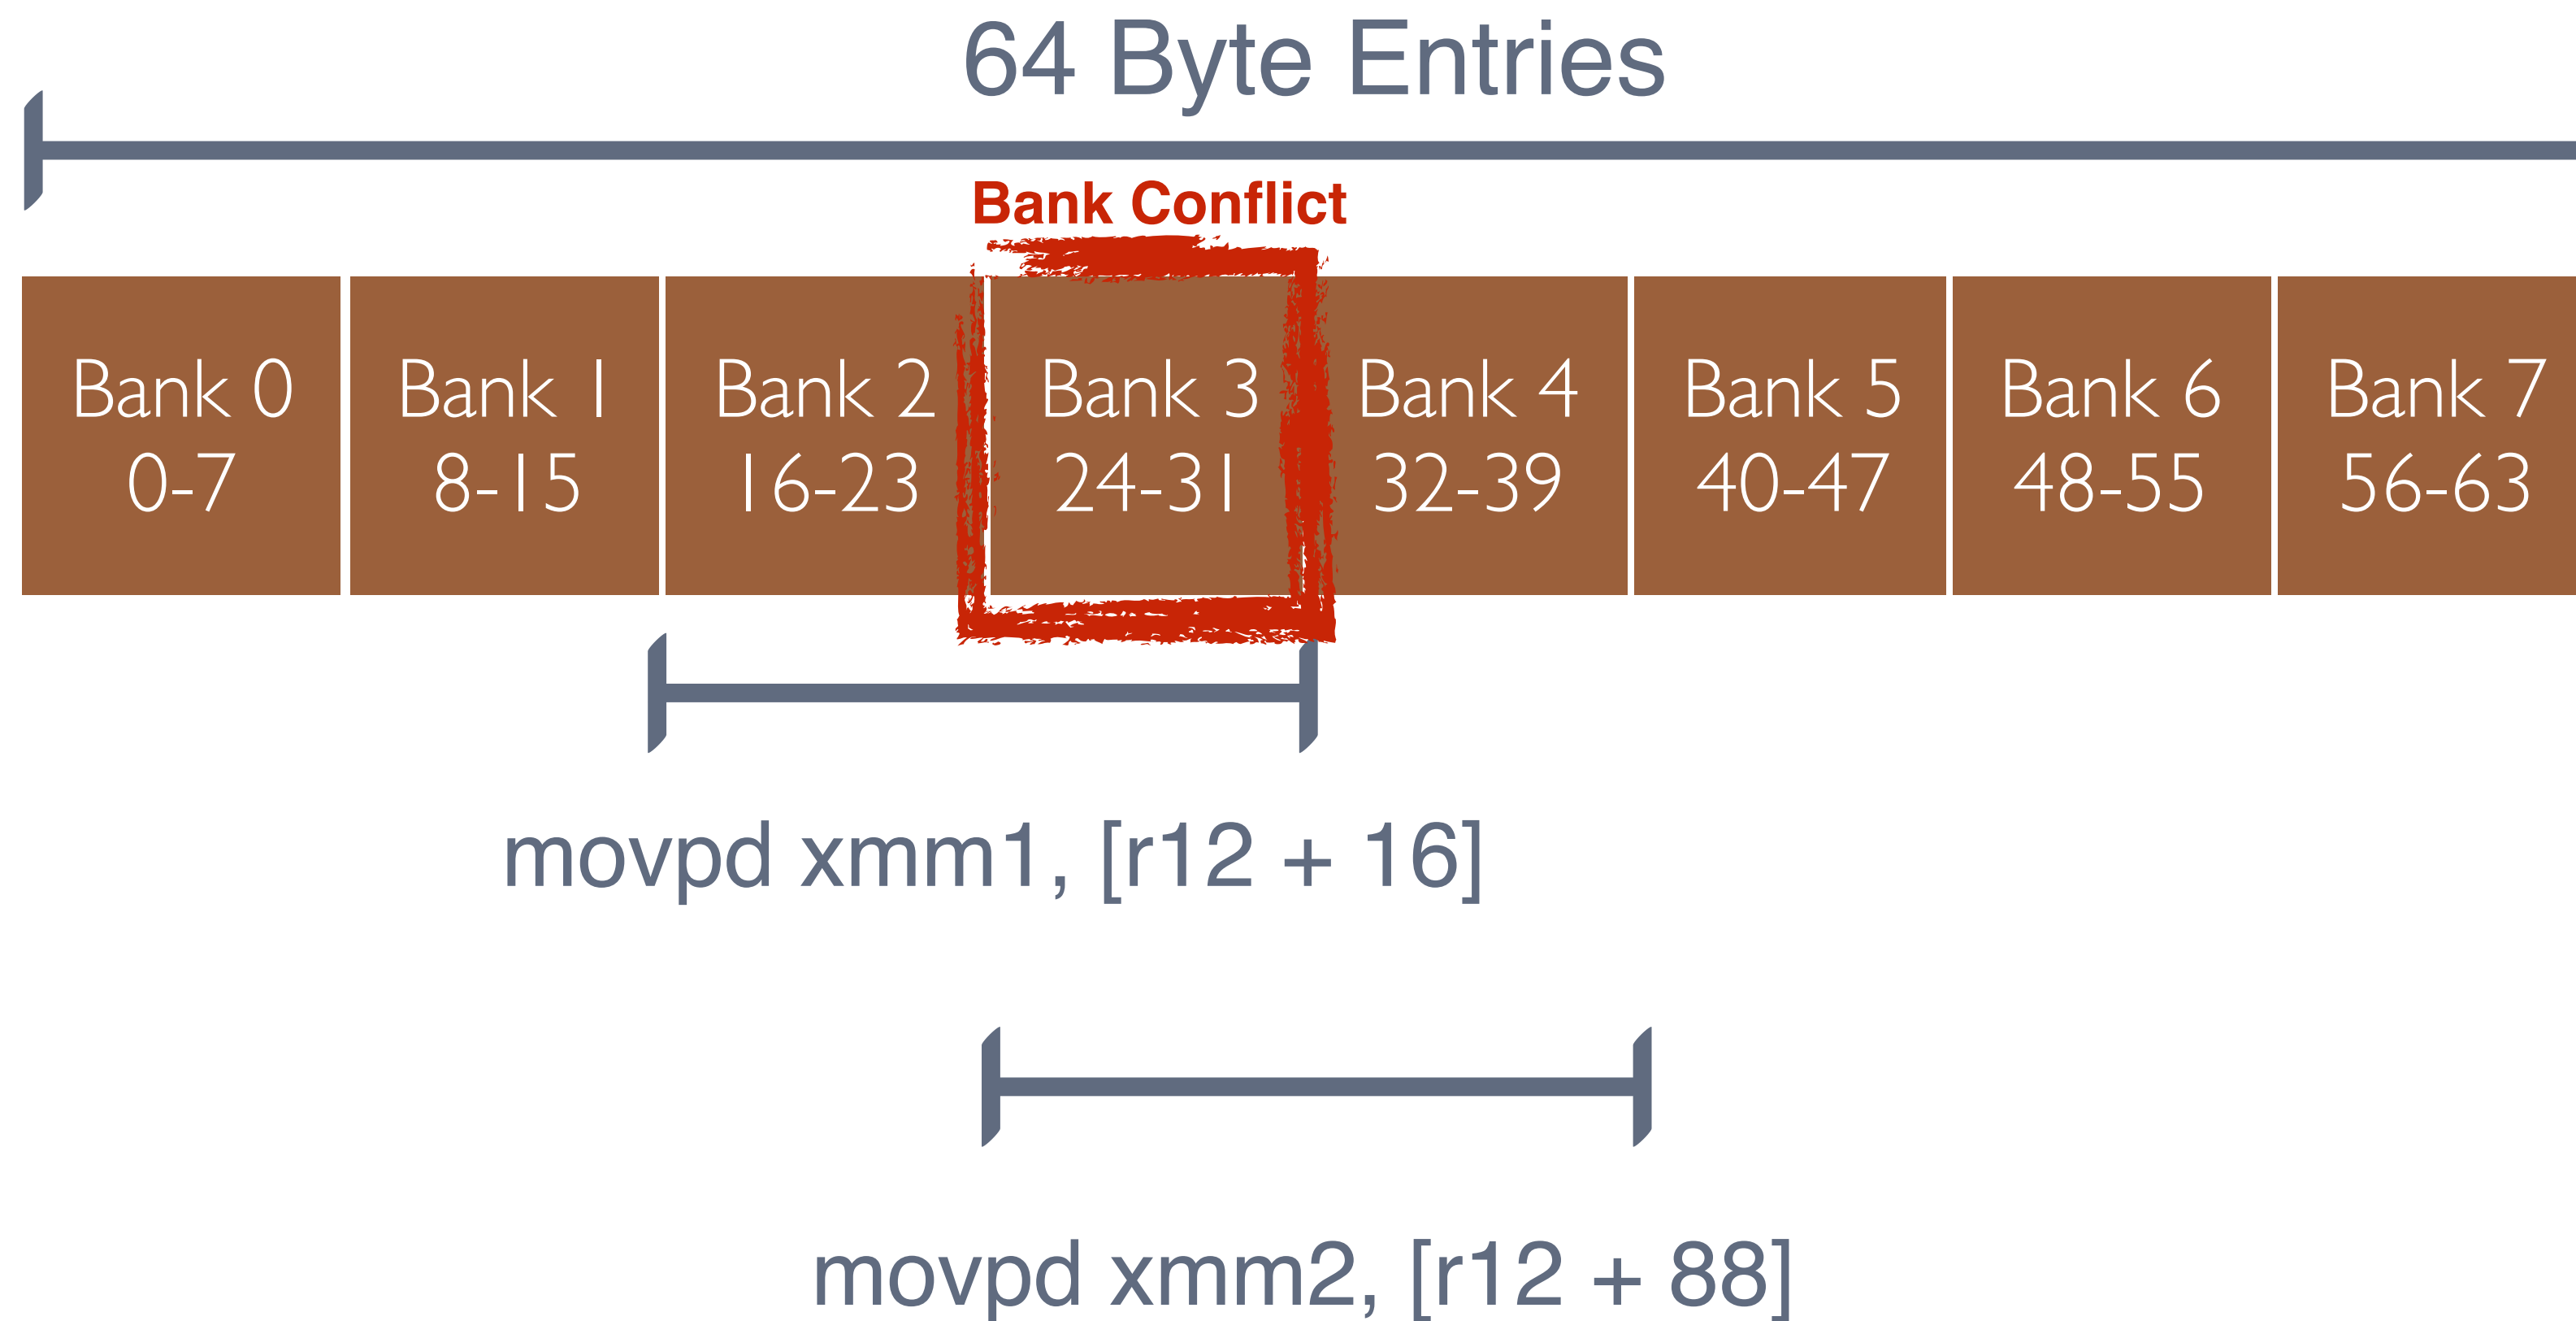 64 Byte Entries
Bank Conflict
Bank 0 Bank 1 Bank 2 Bank 3 Bank 4 Bank 5 Bank 6 Bank 7
0-7 8-15 16-23 24-31 32-39 40-47 48-55 56-63
movpd xmm1, [r12 + 16]
movpd xmm2, [r12 + 88]